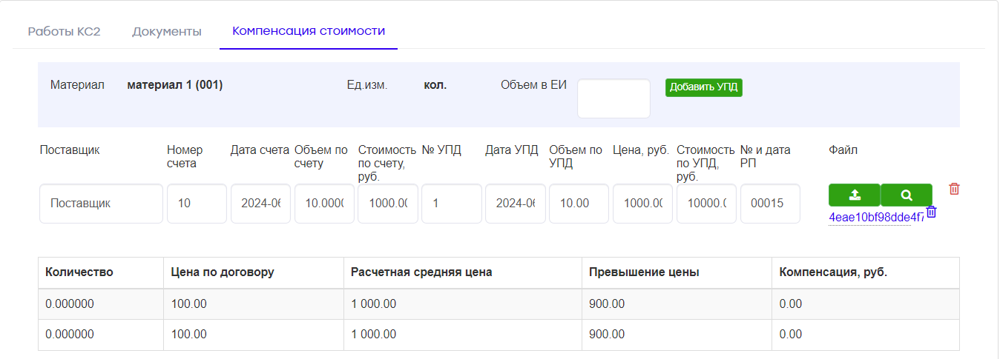 Работы КС2 Документы Компенсация стоимости
Материал материал 1 (001) Ед.изм. кол. Объем в ЕИ Добавить УПД
Поставщик Номер счета Дата счета Объем по счету Стоимость по счету, руб. № УПД Дата УПД Объем по УПД Цена, руб. Стоимость по УПД, руб. № и дата РП Файл
Поставщик 10 2024-06 10.0000 1000.00 1 2024-06 10.00 1000.00 10000.0 00015
4eae10bf98dde4f7
Количество Цена по договору Расчетная средняя цена Превышение цены Компенсация, руб.
0.000000 100.00 1 000.00 900.00 0.00
0.000000 100.00 1 000.00 900.00 0.00